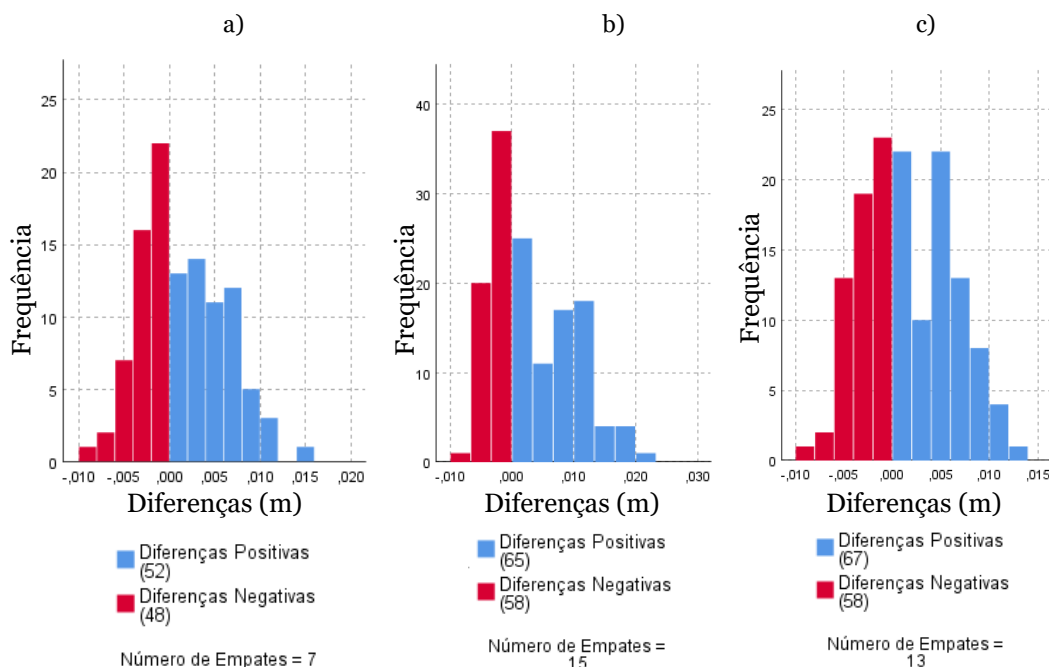 a)
Frequência
25
20
15
10
5
0
-,010 -,005 ,000 ,005 ,010 ,015 ,020
Diferenças (m)
Diferenças Positivas
(52)
Diferenças Negativas
(48)
Número de Empates = 7
b)
Frequência
40
30
20
10
0
-,010 ,000 ,010 ,020 ,030
Diferenças (m)
Diferenças Positivas
(65)
Diferenças Negativas
(58)
Número de Empates =
15
c)
Frequência
25
20
15
10
5
0
-,010 -,005 ,000 ,005 ,010 ,015
Diferenças (m)
Diferenças Positivas
(67)
Diferenças Negativas
(58)
Número de Empates =
13